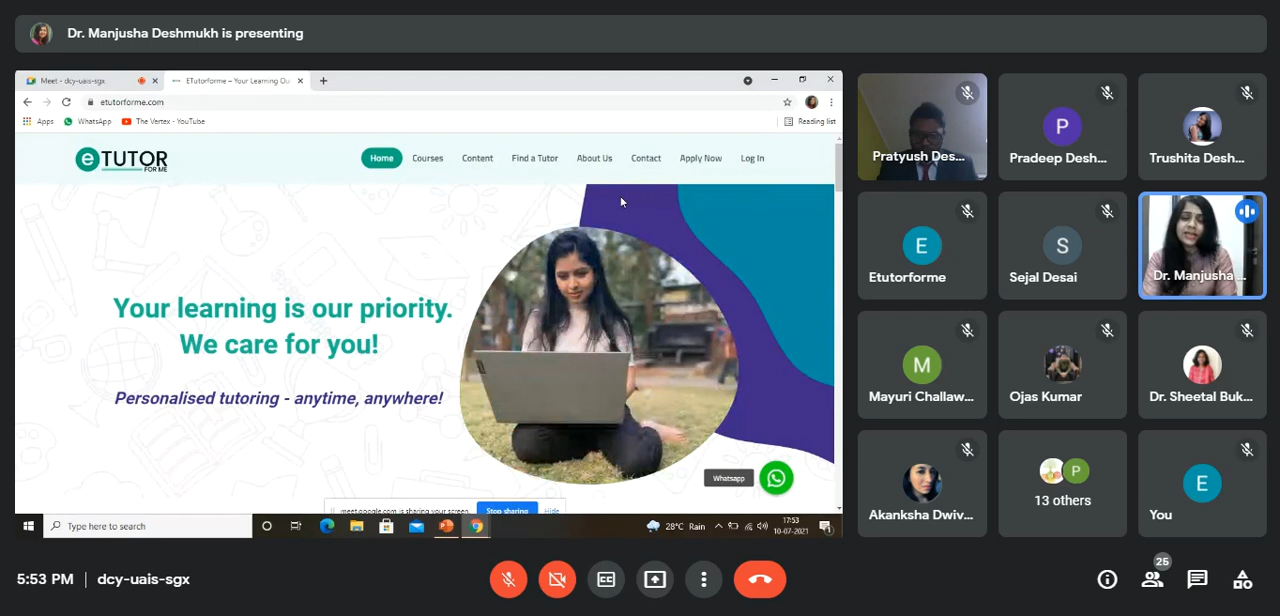 Dr. Manjusha Deshmukh is presenting
Meet - dcy-uais-sgx
ETutorforme – Your Learning Ou
etutorforme.com
Apps
WhatsApp
The Vertex - YouTube
Reading list
e TUTOR
FOR ME
Home
Courses
Content
Find a Tutor
About Us
Contact
Apply Now
Log In
Your learning is our priority.
We care for you!
Personalised tutoring - anytime, anywhere!
Whatsapp
meet.google.com is sharing your screen.
Stop sharing
Hide
Type here to search
28°C Rain
17:53
10-07-2021
1
Pratyush Des...
P
Pradeep Desh...
Trushita Desh...
E
Etutorforme
S
Sejal Desai
Dr. Manjusha ...
M
Mayuri Challaw...
Ojas Kumar
Dr. Sheetal Buk...
Akanksha Dwiv...
P
13 others
E
You
5:53 PM | dcy-uais-sgx
CC
25